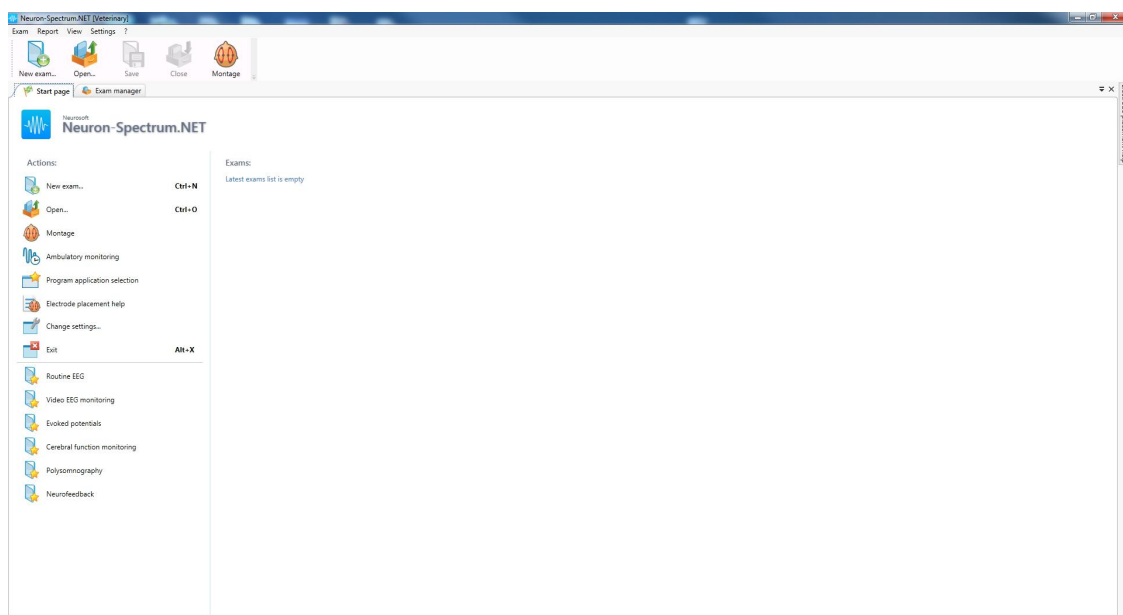 Neuron-Spectrum.NET [Veterinary]
Exam Report View Settings ?
New exam... Open... Save Close Montage
Start page Exam manager
Neurosoft
Neuron-Spectrum.NET
Actions:
New exam... Ctrl+N
Open... Ctrl+O
Montage
Ambulatory monitoring
Program application selection
Electrode placement help
Change settings...
Exit Alt+X
Routine EEG
Video EEG monitoring
Evoked potentials
Cerebral function monitoring
Polysomnography
Neurofeedback
Exams:
Latest exams list is empty